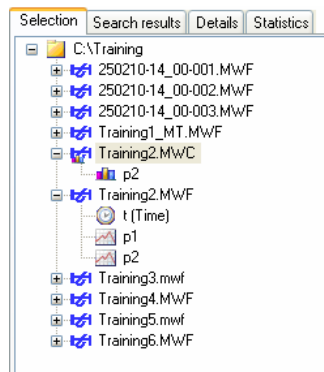 Selection Search results Details Statistics
C:\Training
250210-14_00-001.MWF
250210-14_00-002.MWF
250210-14_00-003.MWF
Training1_MT.MWF
Training2.MWC
p2
Training2.MWF
t (Time)
p1
p2
Training3.mwf
Training4.MWF
Training5.mwf
Training6.MWF